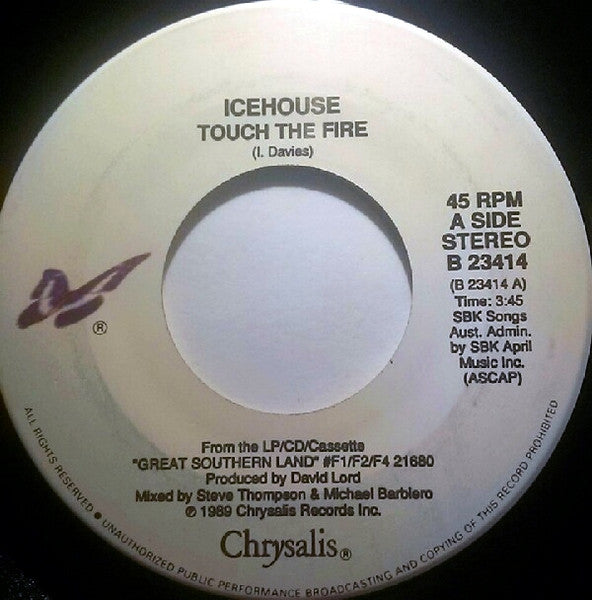 ICEHOUSE
TOUCH THE FIRE
(I. Davies)
45 RPM
A SIDE
STEREO
B 23414
(B 23414 A)
Time: 3:45
SBK Songs
Aust. Admin.
by SBK April
Music Inc.
(ASCAP)
®
From the LP/CD/Cassette
"GREAT SOUTHERN LAND" #F1/F2/F4 21680
Produced by David Lord
Mixed by Steve Thompson & Michael Barbiero
℗ 1989 Chrysalis Records Inc.
Chrysalis®
ALL RIGHTS RESERVED ● UNAUTHORIZED PUBLIC PERFORMANCE BROADCASTING AND COPYING OF THIS RECORD PROHIBITED